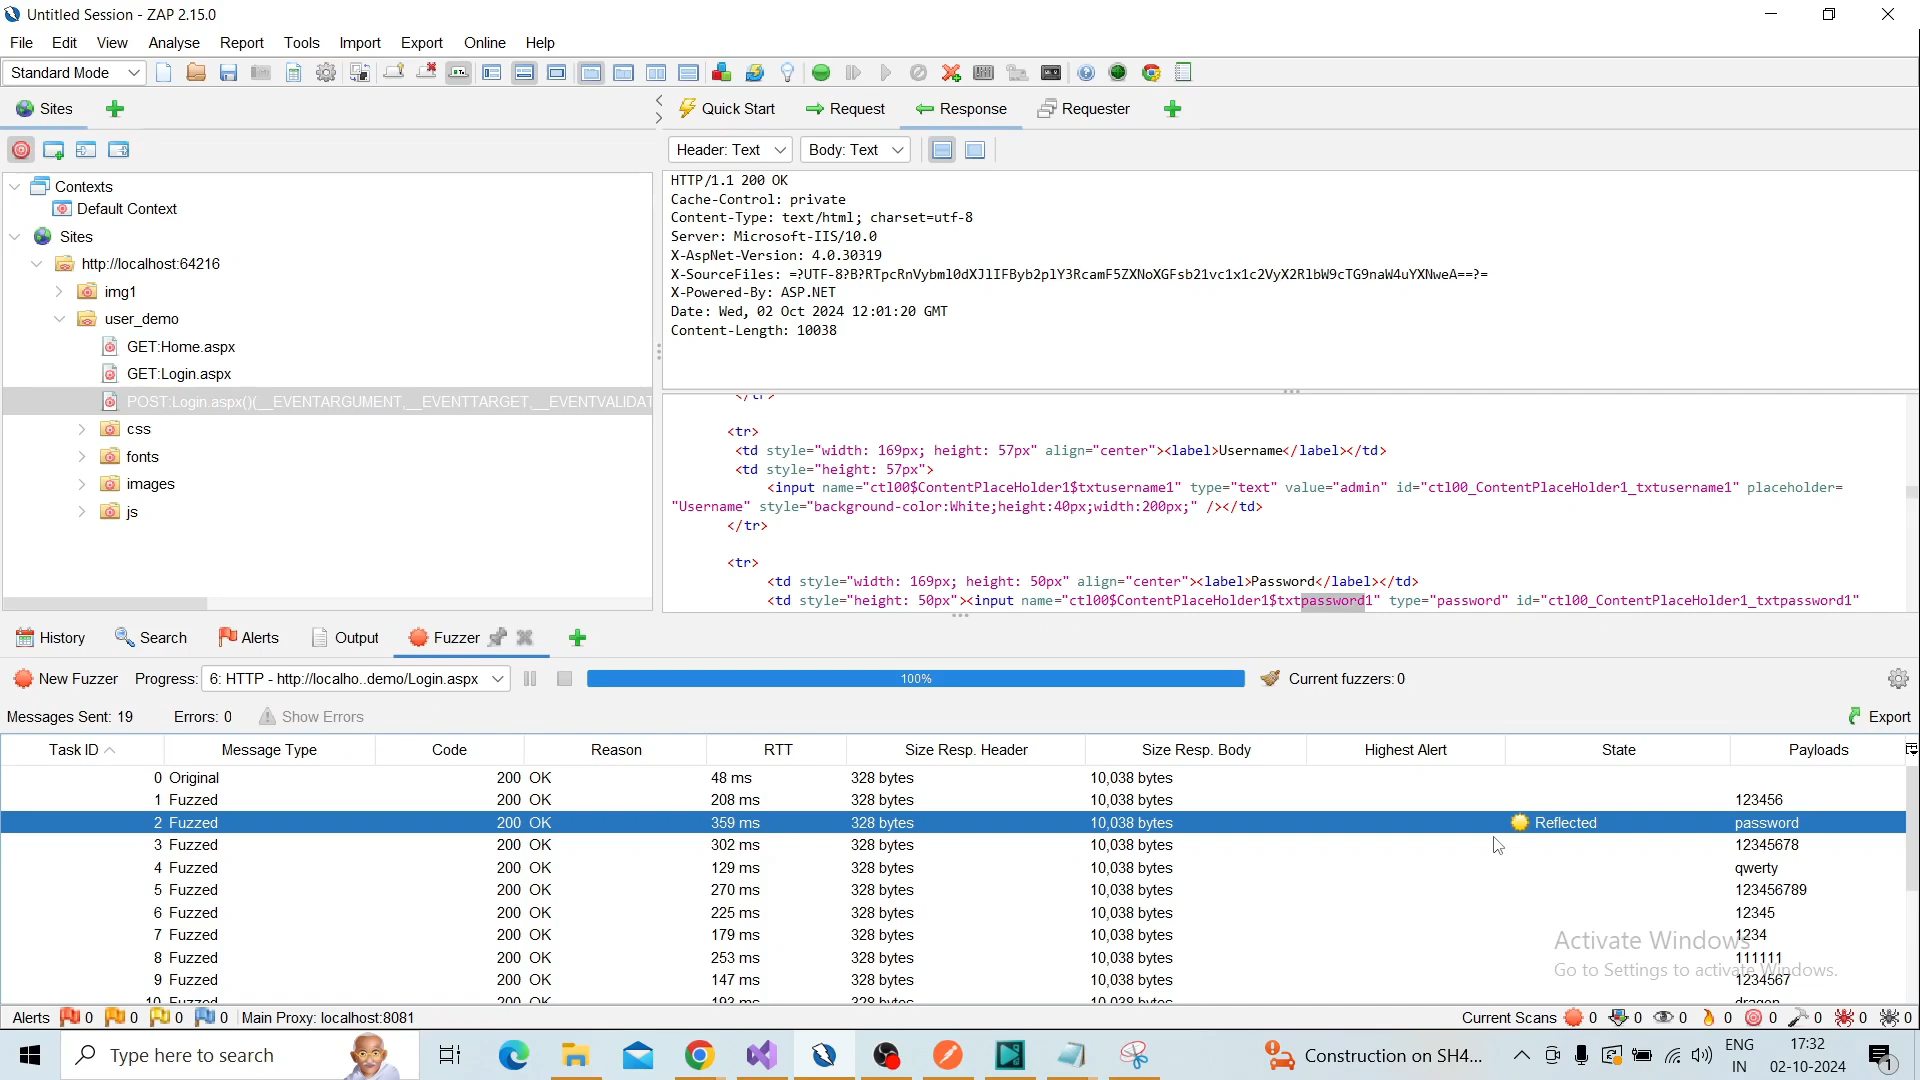 Untitled Session - ZAP 2.15.0
File Edit View Analyse Report Tools Import Export Online Help
Standard Mode
Sites
Quick Start Request Response Requester
Header: Text Body: Text
Contexts
Default Context
Sites
http://localhost:64216
img1
user_demo
GET:Home.aspx
GET:Login.aspx
POST:Login.aspx()(__EVENTARGUMENT,__EVENTTARGET,__EVENTVALIDAT
css
fonts
images
js
HTTP/1.1 200 OK
Cache-Control: private
Content-Type: text/html; charset=utf-8
Server: Microsoft-IIS/10.0
X-AspNet-Version: 4.0.30319
X-SourceFiles: =?UTF-8?B?RTpcRnVybml0dXJlIFByb2plY3RcamF5ZXNoXGFsb21vc1x1c2VyX2RlbW9cTG9naW4uYXNweA==?=
X-Powered-By: ASP.NET
Date: Wed, 02 Oct 2024 12:01:20 GMT
Content-Length: 10038
</tr>
<tr>
<td style="width: 169px; height: 57px" align="center"><label>Username</label></td>
<td style="height: 57px">
<input name="ctl00$ContentPlaceHolder1$txtusername1" type="text" value="admin" id="ctl00_ContentPlaceHolder1_txtusername1" placeholder=
"Username" style="background-color:White;height:40px;width:200px;" /></td>
</tr>
<tr>
<td style="width: 169px; height: 50px" align="center"><label>Password</label></td>
<td style="height: 50px"><input name="ctl00$ContentPlaceHolder1$txtpassword1" type="password" id="ctl00_ContentPlaceHolder1_txtpassword1"
History Search Alerts Output Fuzzer
New Fuzzer Progress: 6: HTTP - http://localho..demo/Login.aspx 100% Current fuzzers: 0
Messages Sent: 19 Errors: 0 Show Errors Export
Task ID Message Type Code Reason RTT Size Resp. Header Size Resp. Body Highest Alert State Payloads
0 Original 200 OK 48 ms 328 bytes 10,038 bytes
1 Fuzzed 200 OK 208 ms 328 bytes 10,038 bytes 123456
2 Fuzzed 200 OK 359 ms 328 bytes 10,038 bytes Reflected password
3 Fuzzed 200 OK 302 ms 328 bytes 10,038 bytes 12345678
4 Fuzzed 200 OK 129 ms 328 bytes 10,038 bytes qwerty
5 Fuzzed 200 OK 270 ms 328 bytes 10,038 bytes 123456789
6 Fuzzed 200 OK 225 ms 328 bytes 10,038 bytes 12345
7 Fuzzed 200 OK 179 ms 328 bytes 10,038 bytes 1234
8 Fuzzed 200 OK 253 ms 328 bytes 10,038 bytes 111111
9 Fuzzed 200 OK 147 ms 328 bytes 10,038 bytes 1234567
10 Fuzzed 200 OK 193 ms 328 bytes 10,038 bytes dragon
Activate Windows
Go to Settings to activate Windows.
Alerts 0 0 0 0 Main Proxy: localhost:8081 Current Scans 0 0 0 0 0 0 0 0
Type here to search
Construction on SH4...
ENG
IN
17:32
02-10-2024
1